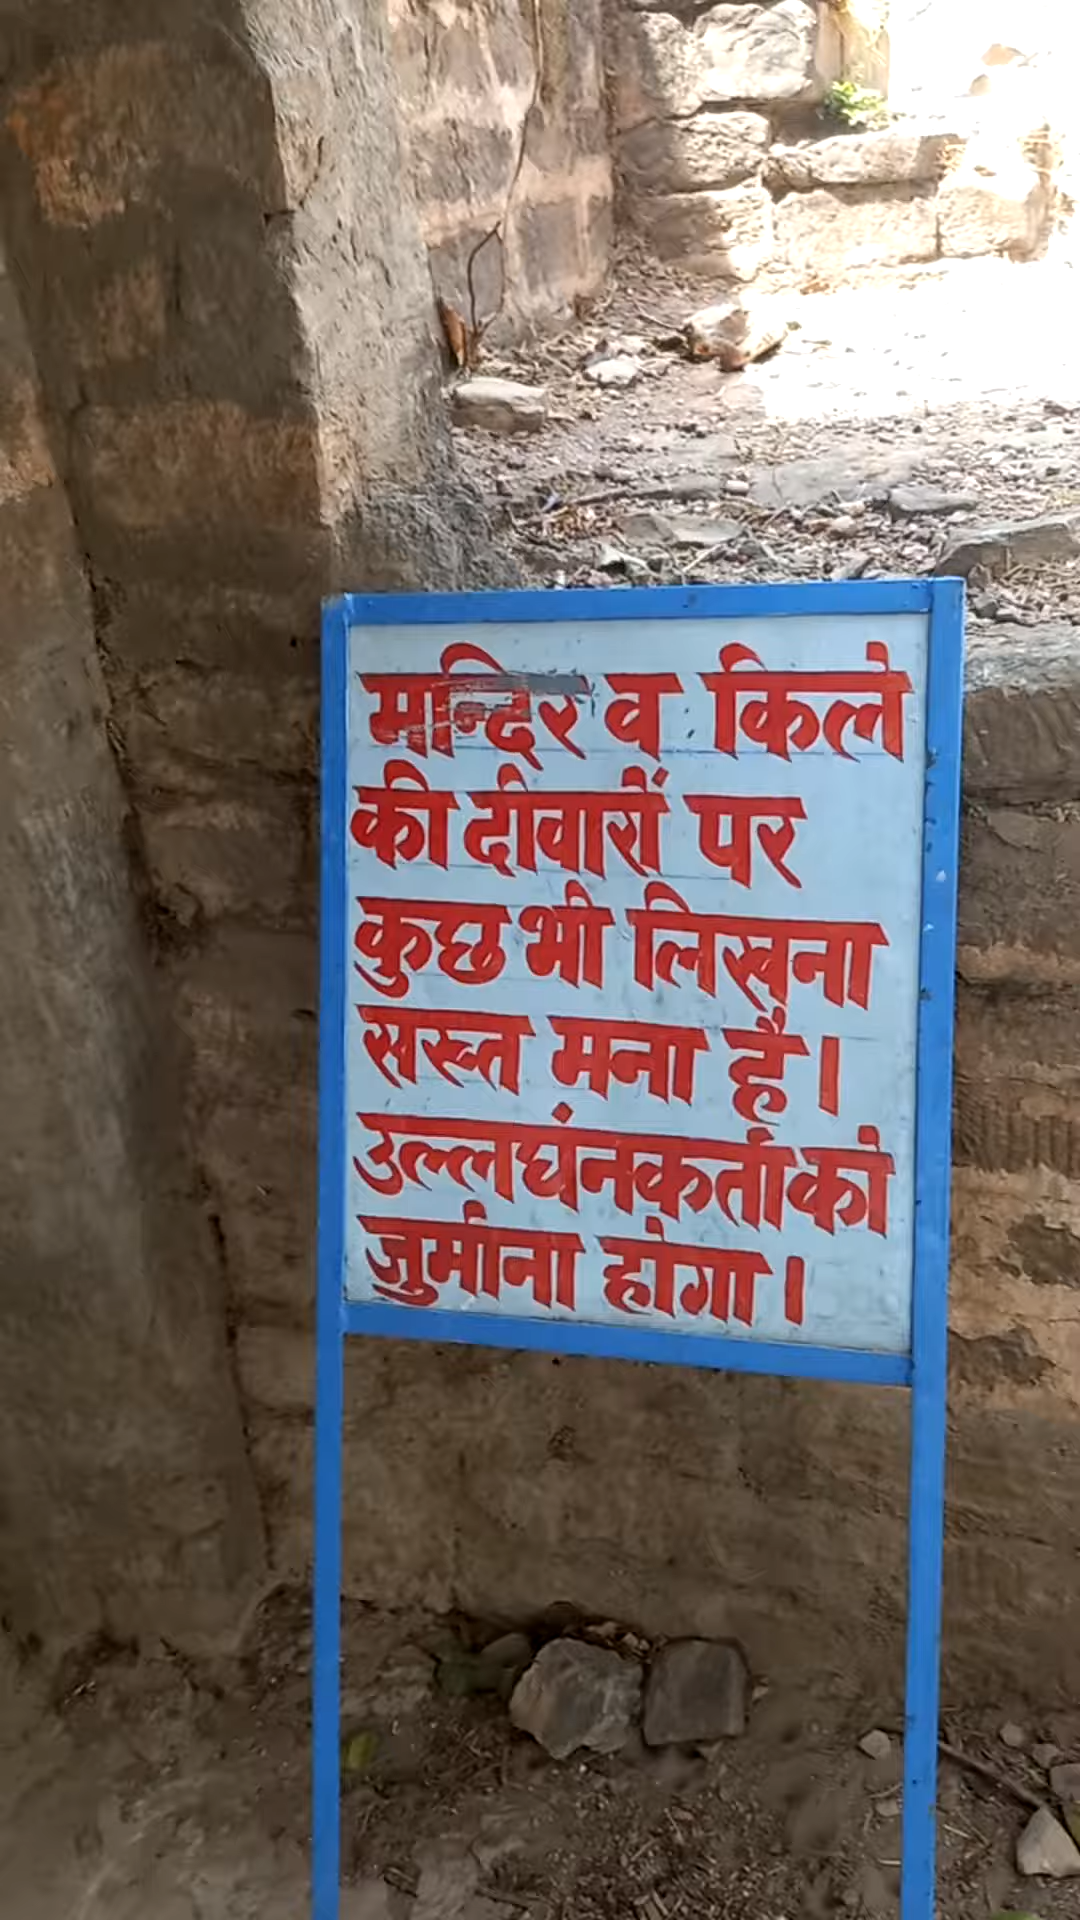 मन्दिर व किले
की दीवारों पर
कुछ भी लिखना
सख्त मना है।
उल्लघंनकर्ता को
जुर्माना होगा।